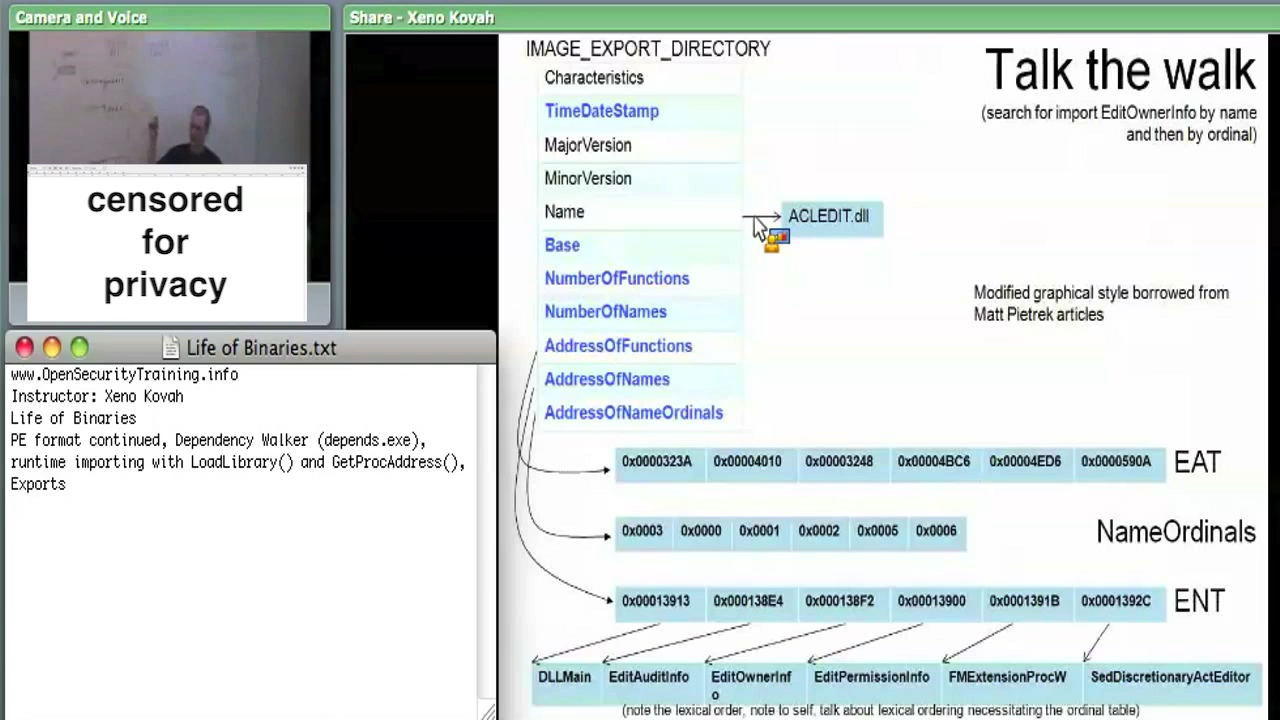 Camera and Voice
censored
for
privacy
Life of Binaries.txt
www.OpenSecurityTraining.info
Instructor: Xeno Kovah
Life of Binaries
PE format continued, Dependency Walker (depends.exe),
runtime importing with LoadLibrary() and GetProcAddress(),
Exports
Share - Xeno Kovah
IMAGE_EXPORT_DIRECTORY
Characteristics
TimeDateStamp
MajorVersion
MinorVersion
Name
Base
NumberOfFunctions
NumberOfNames
AddressOfFunctions
AddressOfNames
AddressOfNameOrdinals
ACLEDIT.dll
Talk the walk
(search for import EditOwnerInfo by name
and then by ordinal)
Modified graphical style borrowed from
Matt Pietrek articles
0x0000323A 0x00004010 0x00003248 0x00004BC6 0x00004ED6 0x0000590A EAT
0x0003 0x0000 0x0001 0x0002 0x0005 0x0006 NameOrdinals
0x00013913 0x000138E4 0x000138F2 0x00013900 0x0001391B 0x0001392C ENT
DLLMain EditAuditInfo EditOwnerInf EditPermissionInfo FMExtensionProcW SedDiscretionaryActEditor
o
(note the lexical order, note to self, talk about lexical ordering necessitating the ordinal table)